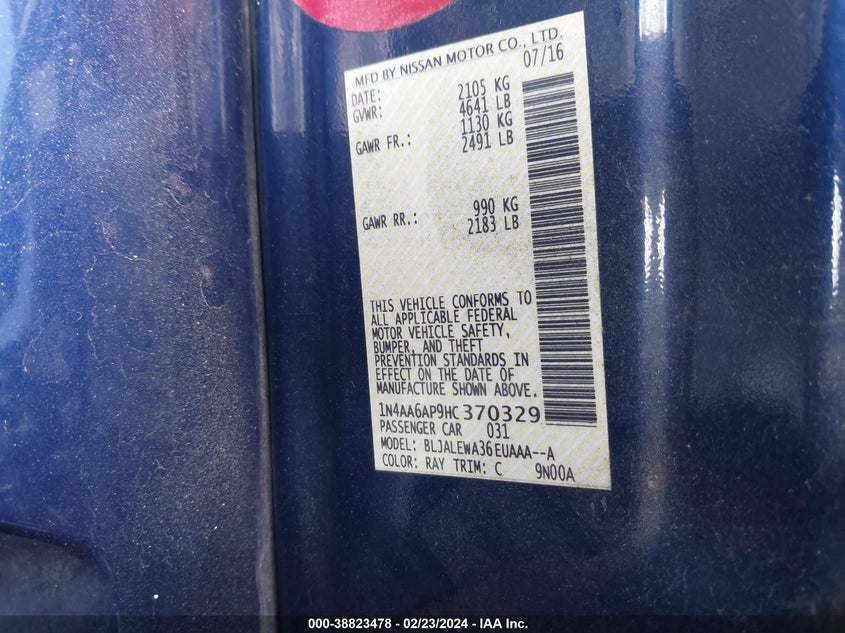 MFD BY NISSAN MOTOR CO., LTD.
DATE: 07/16
GVWR: 2105 KG
4641 LB
GAWR FR.: 1130 KG
2491 LB
GAWR RR.: 990 KG
2183 LB
THIS VEHICLE CONFORMS TO
ALL APPLICABLE FEDERAL
MOTOR VEHICLE SAFETY,
BUMPER, AND THEFT
PREVENTION STANDARDS IN
EFFECT ON THE DATE OF
MANUFACTURE SHOWN ABOVE.
1N4AA6AP9HC370329
PASSENGER CAR 031
MODEL: BLJALEWA36EUAAA--A
COLOR: RAY TRIM: C 9N00A
000-38823478 - 02/23/2024 - IAA Inc.